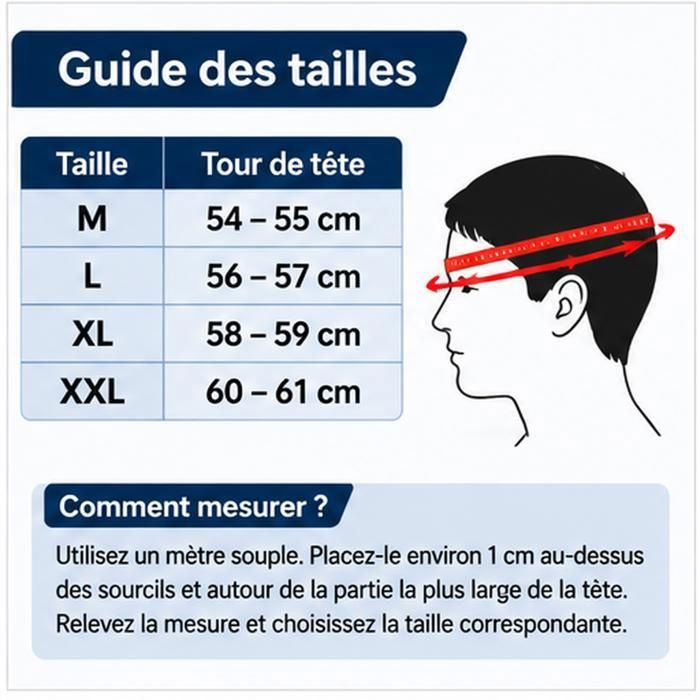 Guide des tailles
Taille Tour de téte
M 54 – 55 cm
L 56 – 57 cm
XL 58 – 59 cm
XXL 60 – 61 cm
Comment mesurer ?
Utilisez un mètre souple. Placez-le environ 1 cm au-dessus
des sourcils et autour de la partie la plus large de la tète.
Relevez la mesure et choisissez la taille correspondante.